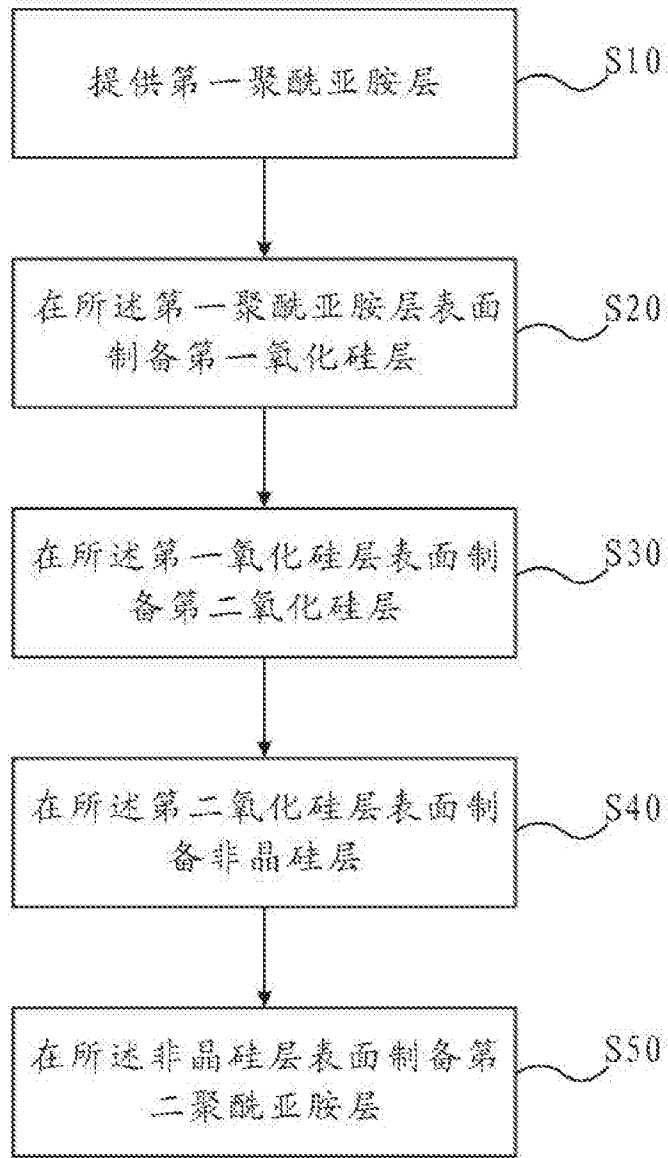 提供第一聚酰亚胺层
S10
在所述第一聚酰亚胺层表面
制备第一氧化硅层
S20
在所述第一氧化硅层表面制
备第二氧化硅层
S30
在所述第二氧化硅层表面制
备非晶硅层
S40
在所述非晶硅层表面制备第
二聚酰亚胺层
S50